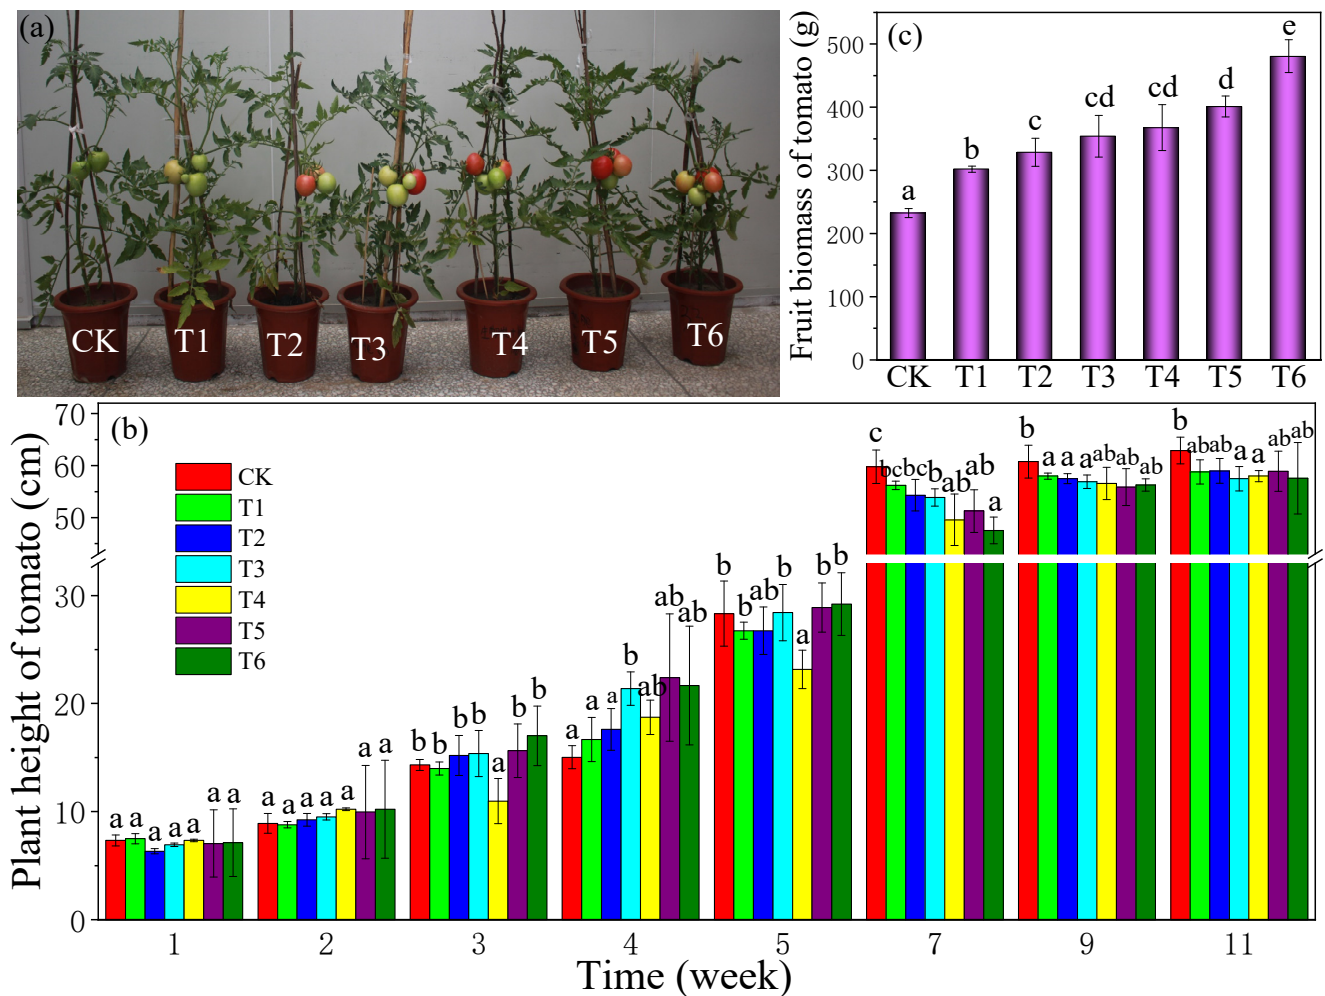 (a)
CK T1 T2 T3 T4 T5 T6
(c)
Fruit biomass of tomato (g)
500
400
300
200
100
0
a b c cd cd d e
CK T1 T2 T3 T4 T5 T6
(b)
Plant height of tomato (cm)
70
60
50
30
20
10
0
CK
T1
T2
T3
T4
T5
T6
a a a a a a a
a a a a a a a
b b b b a b b
a a a b ab ab ab
b b ab b a b b
c bc bc b ab ab a
b a a a ab ab ab
b ab ab a a ab ab
1 2 3 4 5 7 9 11
Time (week)